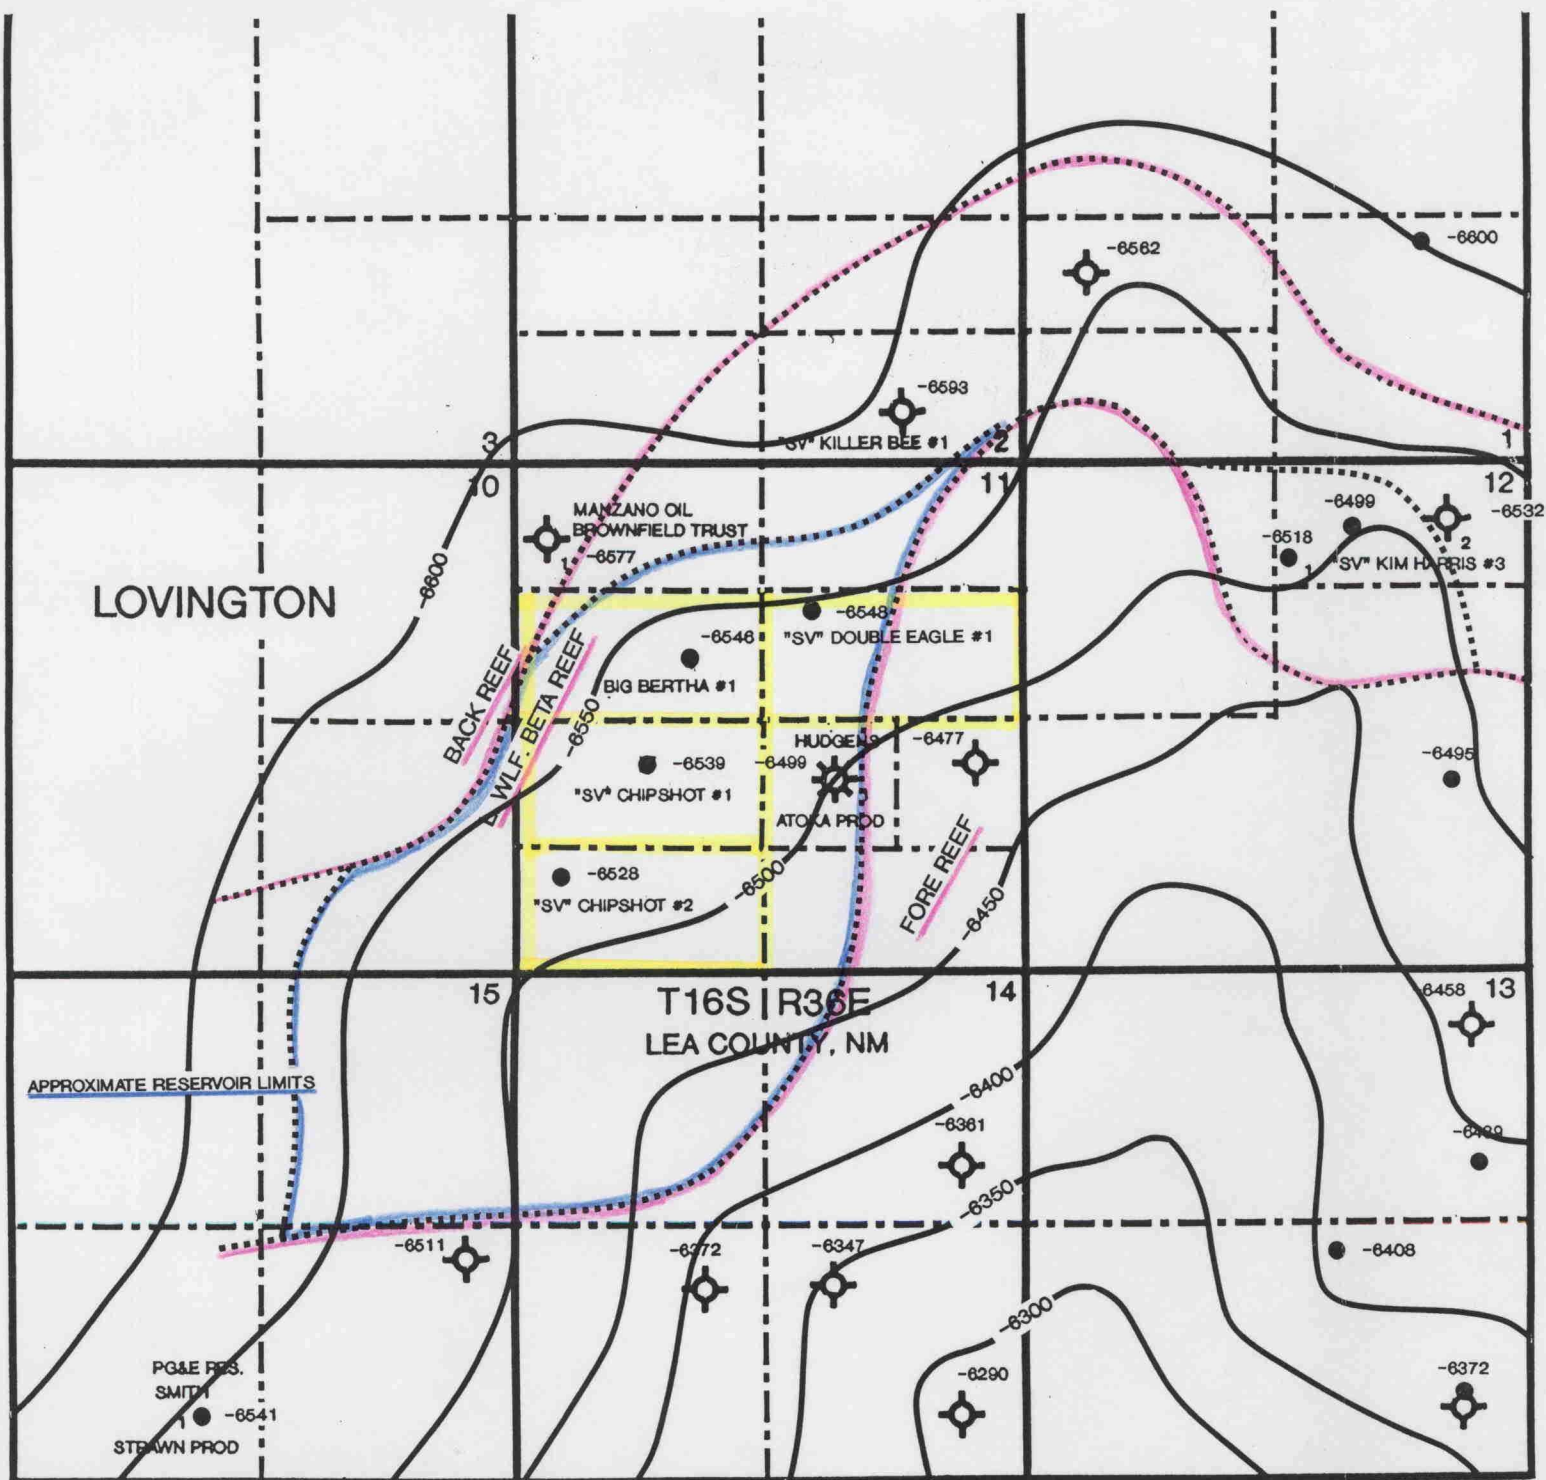 -6600
-6562
-6593
"SV" KILLER BEE #1
3
2
1
10
11
12
MANZANO OIL
BROWNFIELD TRUST
1
-6577
-6499
-6532
2
-6518
1
"SV" KIM HARRIS #3
LOVINGTON
-6600
-6548
"SV" DOUBLE EAGLE #1
-6546
BIG BERTHA #1
BACK REEF
WLF. BETA REEF
-6550
HUDGENS
-6477
-6539
-6499
"SV" CHIPSHOT #1
-6495
ATOKA PROD
-6528
-6500
"SV" CHIPSHOT #2
FORE REEF
-6450
15
T16S R36E
14
13
LEA COUNTY, NM
6458
APPROXIMATE RESERVOIR LIMITS
-6400
-6361
-6350
-6511
-6372
-6347
-6408
-6300
PG&E RES.
SMITH
1
-6541
STRAWN PROD
-6290
-6372